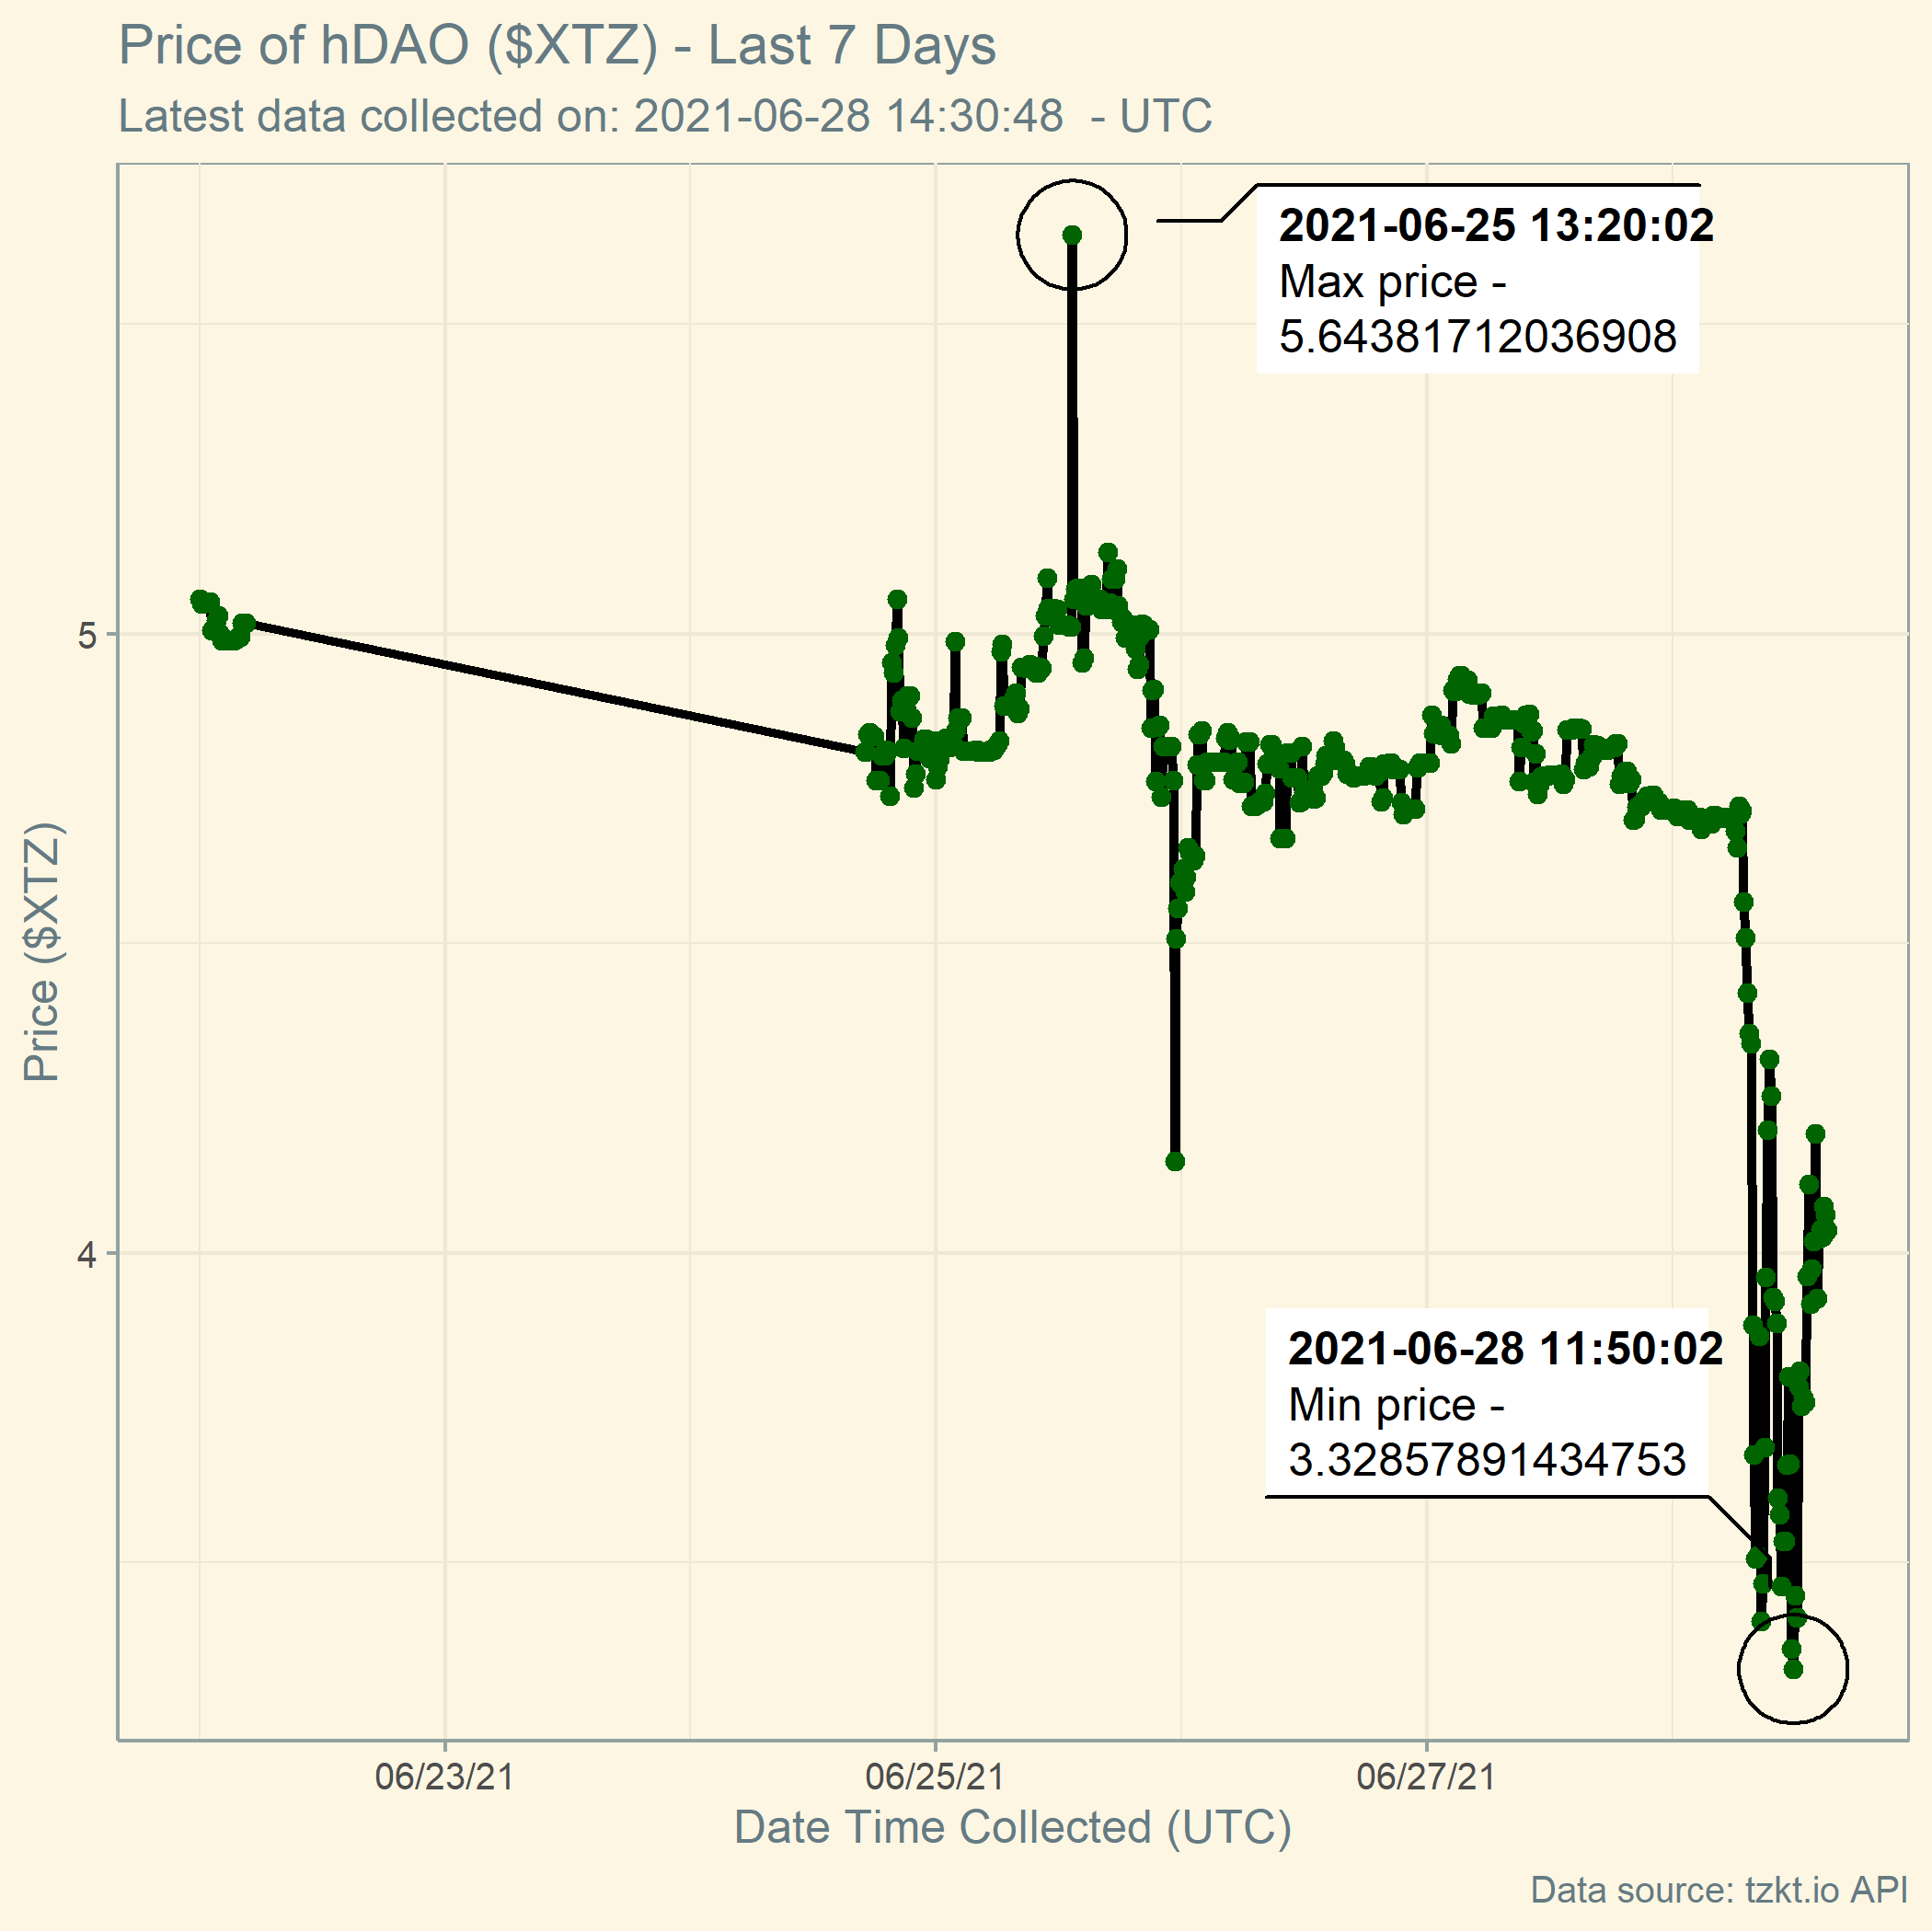 Price of hDAO ($XTZ) - Last 7 Days
Latest data collected on: 2021-06-28 14:30:48  - UTC
2021-06-25 13:20:02
Max price -
5.64381712036908
5
Price ($XTZ)
4
2021-06-28 11:50:02
Min price -
3.32857891434753
06/23/21
06/25/21
06/27/21
Date Time Collected (UTC)
Data source: tzkt.io API